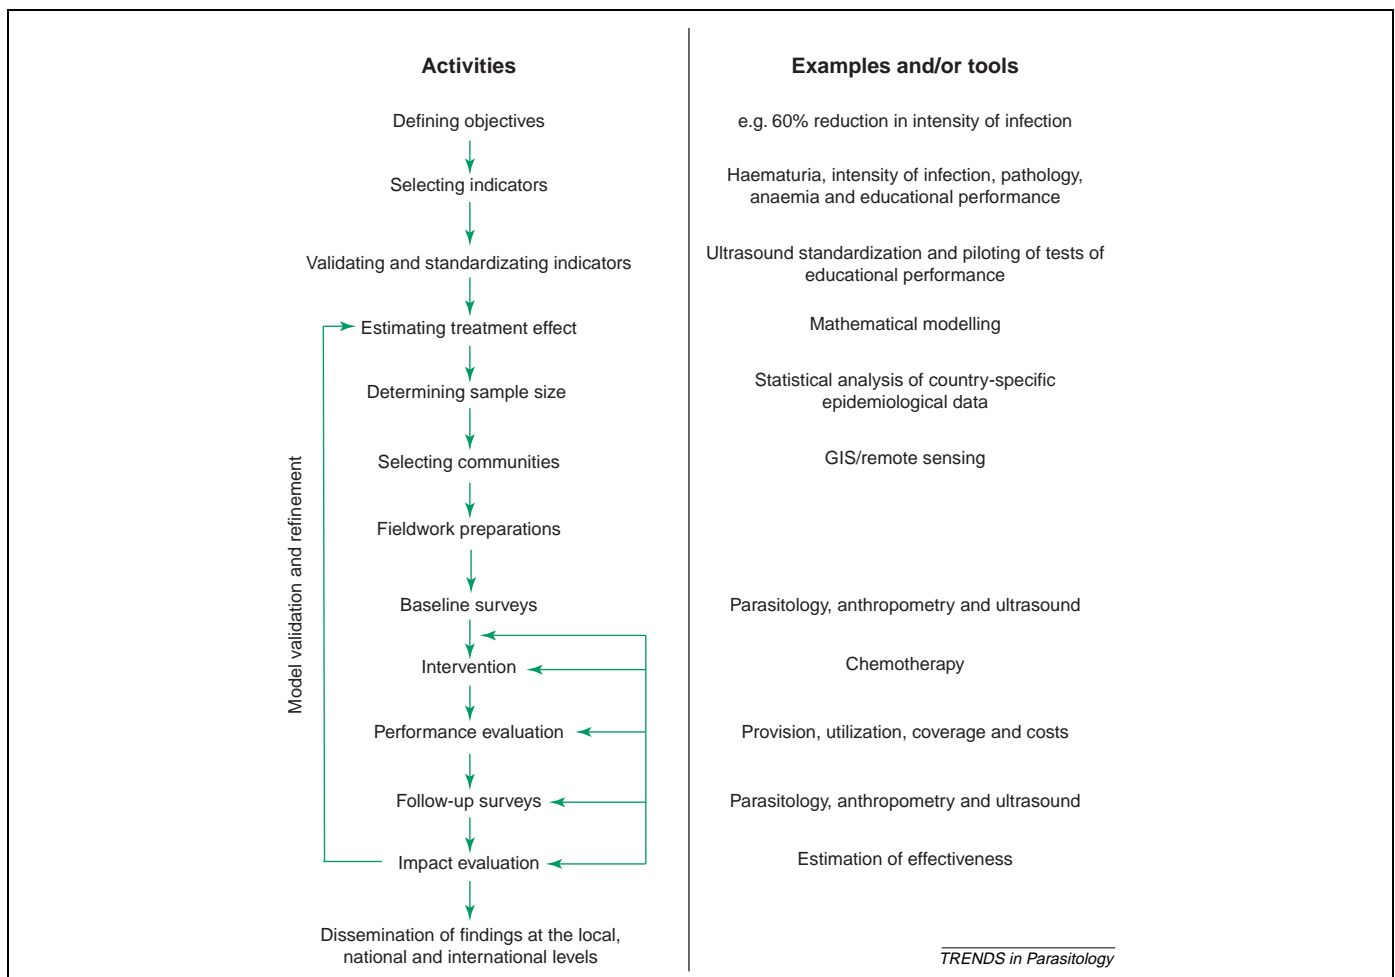 Activities
Examples and/or tools
Defining objectives
e.g. 60% reduction in intensity of infection
Selecting indicators
Haematuria, intensity of infection, pathology,
anaemia and educational performance
Validating and standardizating indicators
Ultrasound standardization and piloting of tests of
educational performance
Estimating treatment effect
Mathematical modelling
Determining sample size
Statistical analysis of country-specific
epidemiological data
Selecting communities
GIS/remote sensing
Model validation and refinement
Fieldwork preparations
Baseline surveys
Parasitology, anthropometry and ultrasound
Intervention
Chemotherapy
Performance evaluation
Provision, utilization, coverage and costs
Follow-up surveys
Parasitology, anthropometry and ultrasound
Impact evaluation
Estimation of effectiveness
Dissemination of findings at the local,
national and international levels
TRENDS in Parasitology